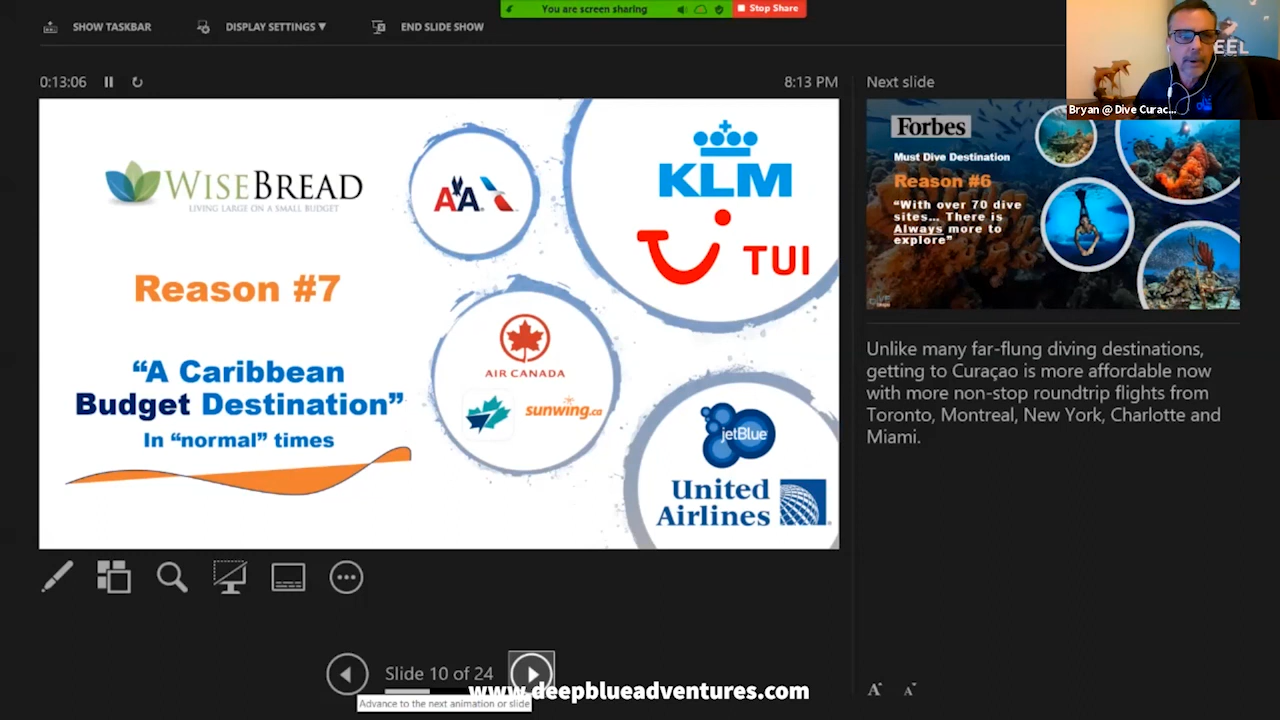 You are screen sharing
Stop Share
SHOW TASKBAR
DISPLAY SETTINGS ▼
END SLIDE SHOW
EEL
Bryan @ Dive Curac...
0:13:06
8:13 PM
Next slide
WISEBREAD
LIVING LARGE ON A SMALL BUDGET
Reason #7
“A Caribbean
Budget Destination”
In “normal” times
AA
KLM
TUI
AIR CANADA
sunwing.ca
jetBlue
United
Airlines
Forbes
Must Dive Destination
Reason #6
“With over 70 dive
sites... There is
Always more to
explore”
Unlike many far-flung diving destinations,
getting to Curaçao is more affordable now
with more non-stop roundtrip flights from
Toronto, Montreal, New York, Charlotte and
Miami.
Slide 10 of 24
www.deepblueadventures.com
Advance to the next animation or slide
A A